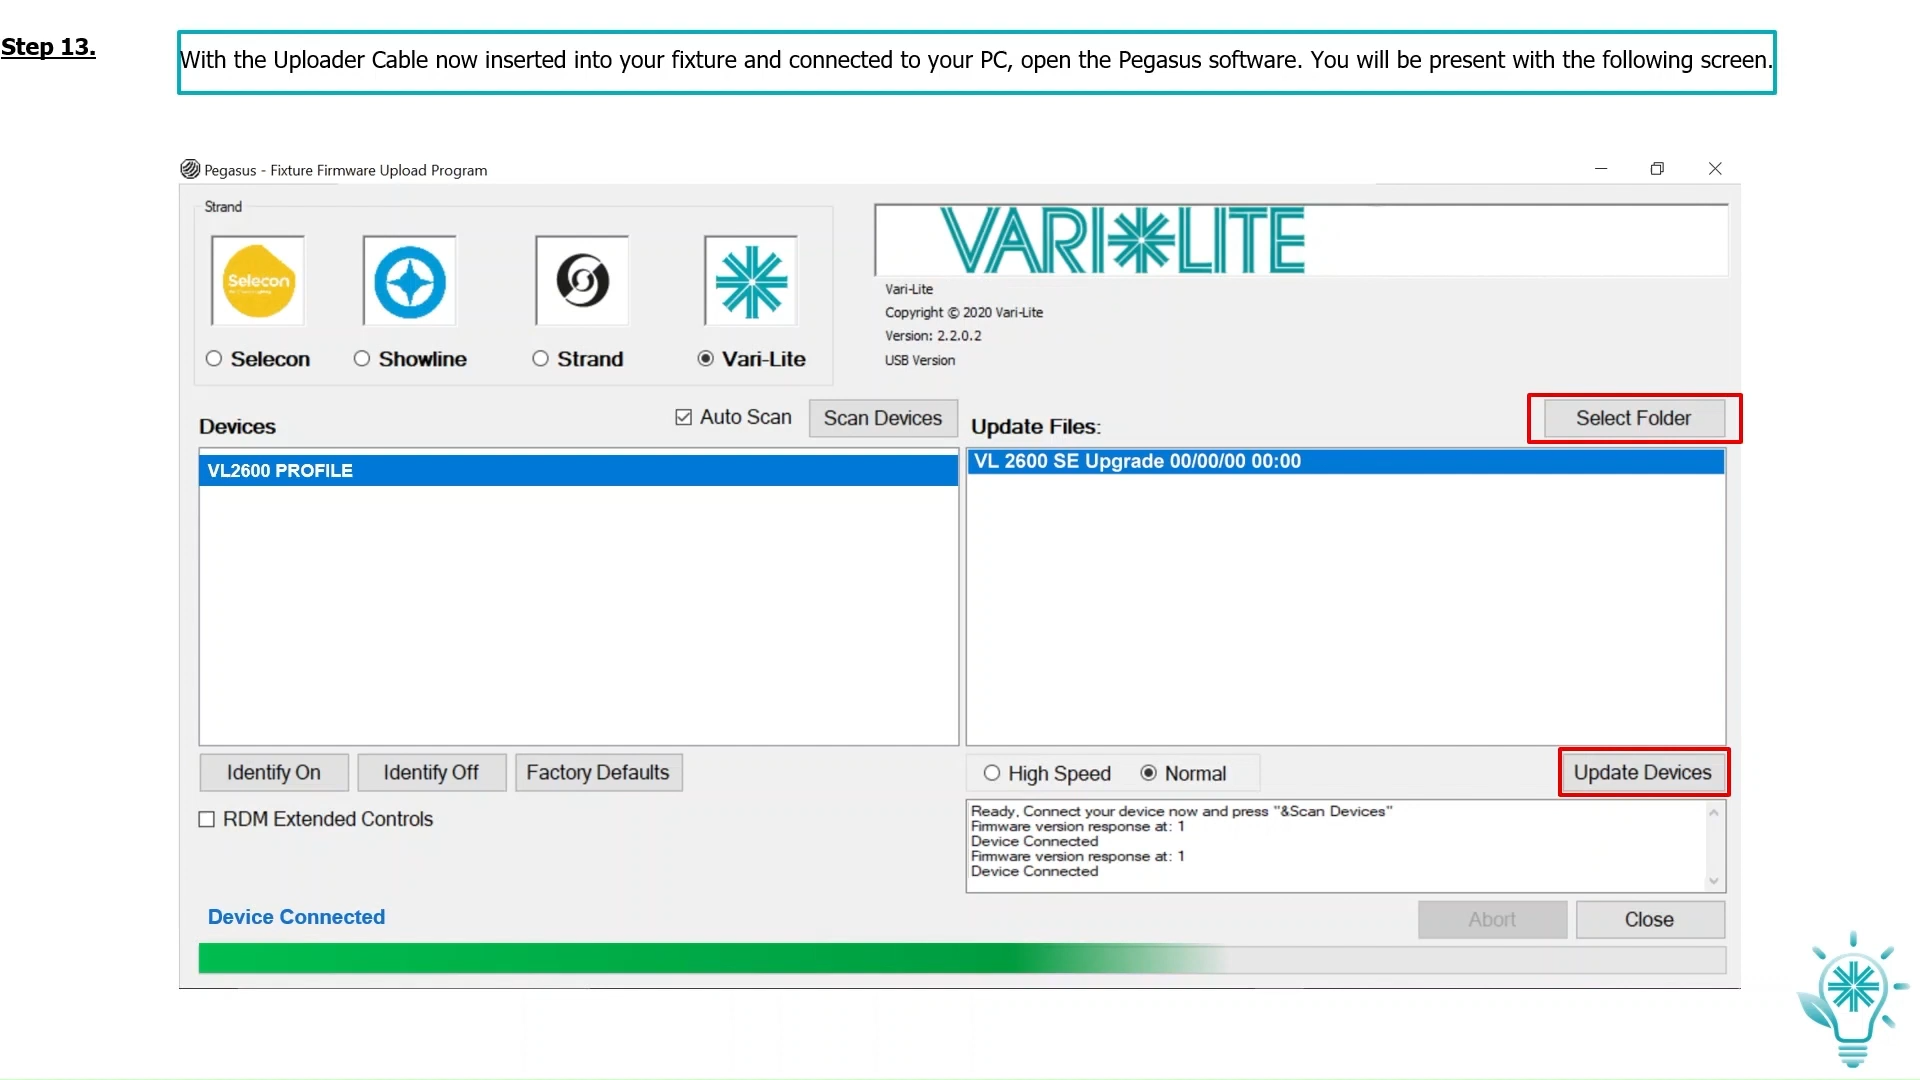 Step 13.
With the Uploader Cable now inserted into your fixture and connected to your PC, open the Pegasus software. You will be present with the following screen.
Pegasus - Fixture Firmware Upload Program
Strand
Selecon
VARI*LITE
Vari-Lite
Copyright © 2020 Vari-Lite
Version: 2.2.0.2
USB Version
Selecon
Showline
Strand
Vari-Lite
Devices
Auto Scan
Scan Devices
Update Files:
Select Folder
VL2600 PROFILE
VL 2600 SE Upgrade 00/00/00 00:00
Identify On
Identify Off
Factory Defaults
High Speed
Normal
Update Devices
RDM Extended Controls
Ready, Connect your device now and press "&Scan Devices"
Firmware version response at: 1
Device Connected
Firmware version response at: 1
Device Connected
Device Connected
Abort
Close